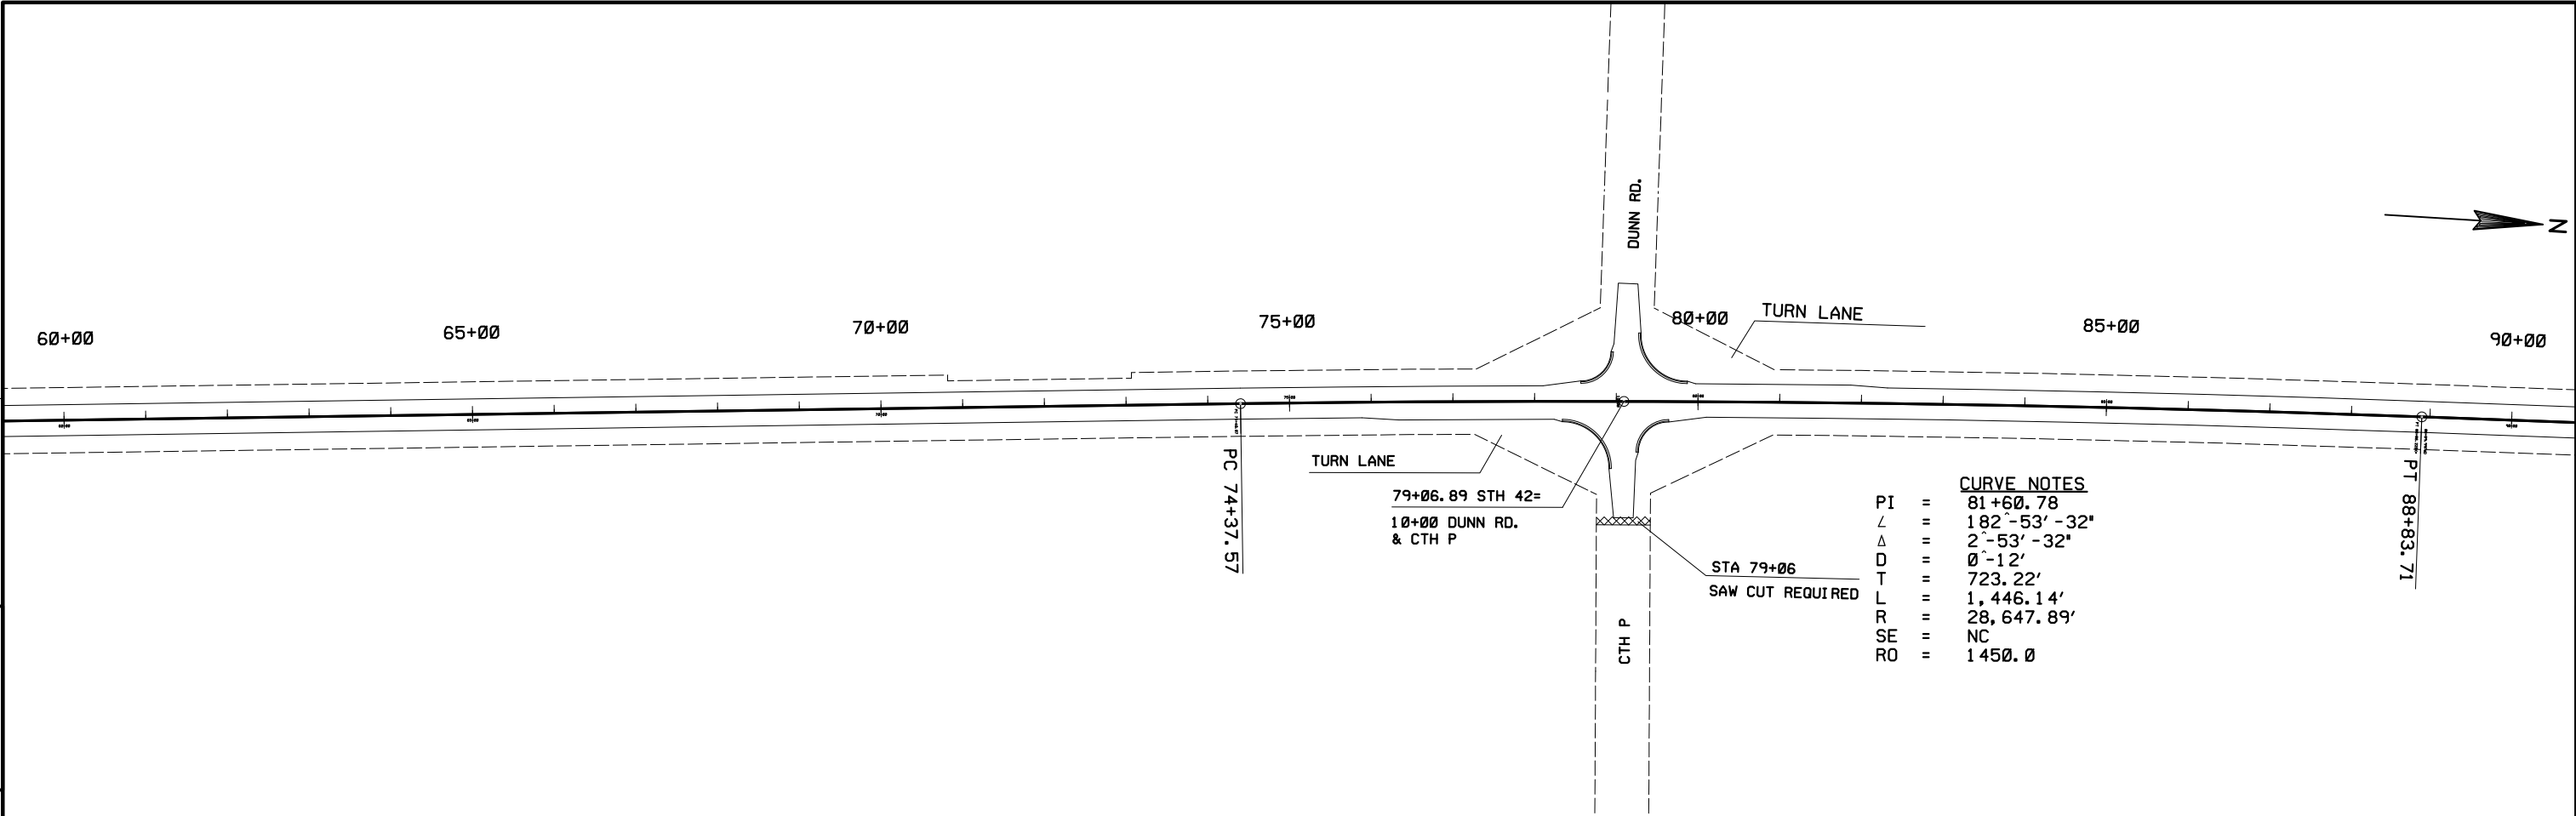 DUNN RD.
N
60+00
65+00
70+00
75+00
80+00
TURN LANE
85+00
90+00
TURN LANE
PC 74+37.57
79+06.89 STH 42=
10+00 DUNN RD.
& CTH P
STA 79+06
SAW CUT REQUIRED
CTH P
CURVE NOTES
PI = 81+60.78
∠ = 182^-53'-32"
Δ = 2^-53'-32"
D = 0^-12'
T = 723.22'
L = 1,446.14'
R = 28,647.89'
SE = NC
RO = 1450.0
PT 88+83.71